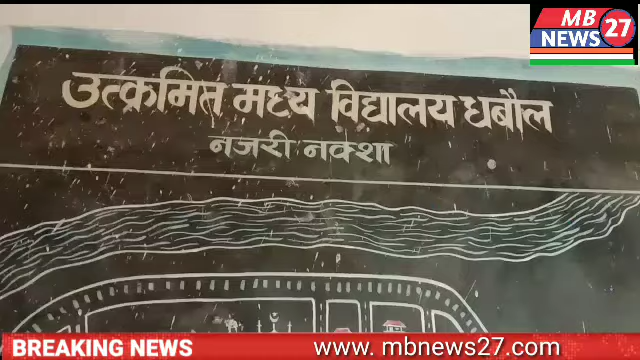 MB
NEWS 27
उत्क्रमित मध्य विद्यालय धबौल
नजरी नक्शा
BREAKING NEWS www. mbnews27.com